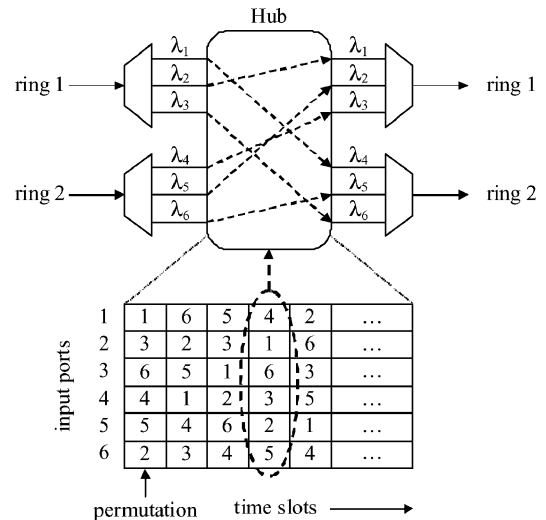 Hub
λ1 λ1
ring 1 λ2 λ2 ring 1
λ3 λ3
λ4 λ4
ring 2 λ5 λ5 ring 2
λ6 λ6
input ports
1 1 6 5 4 2 ...
2 3 2 3 1 6 ...
3 6 5 1 6 3 ...
4 4 1 2 3 5 ...
5 5 4 6 2 1 ...
6 2 3 4 5 4 ...
permutation time slots